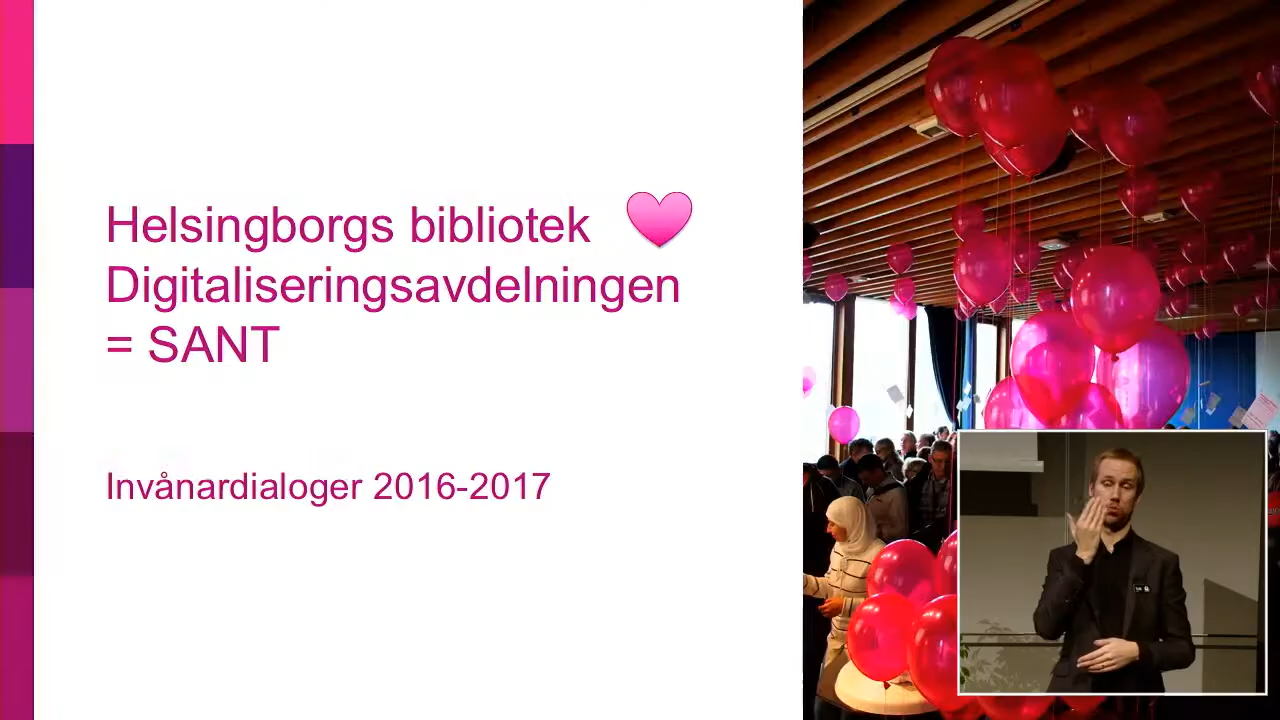 Helsingborgs bibliotek 🩷
Digitaliseringsavdelningen
= SANT
Invånardialoger 2016-2017